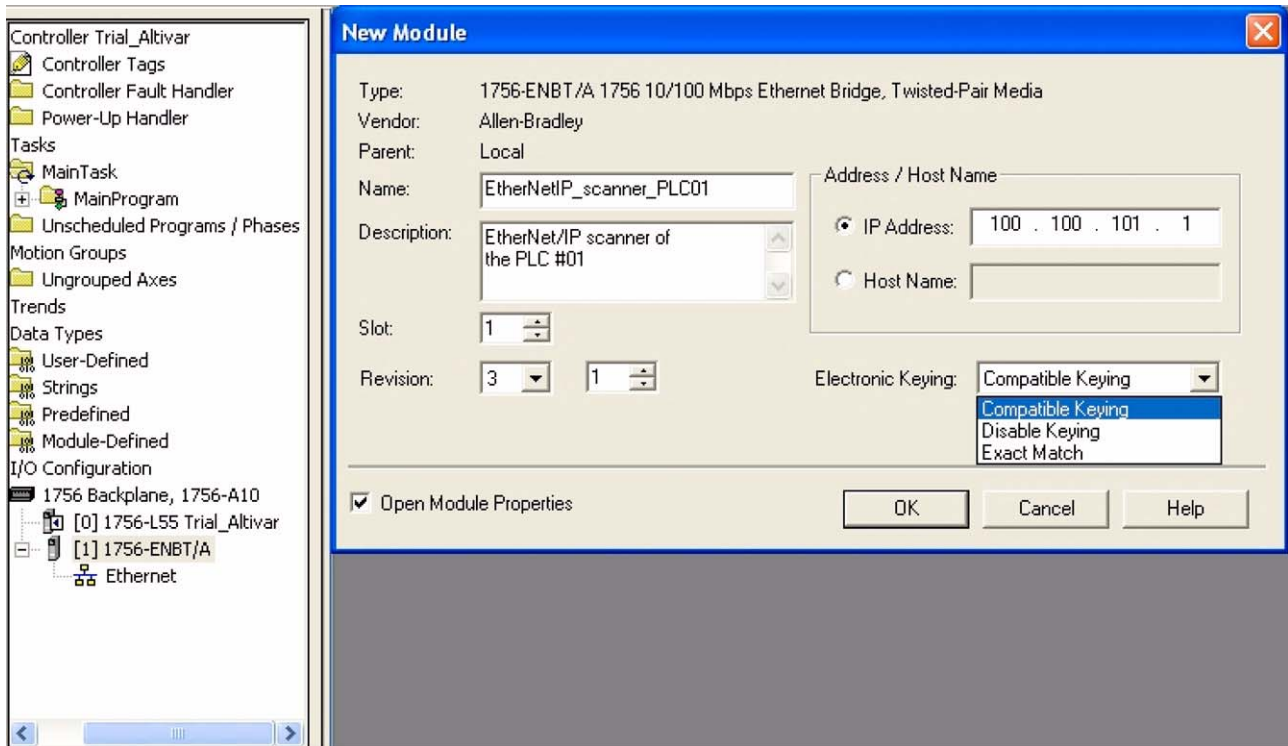 Controller Trial_Altivar
Controller Tags
Controller Fault Handler
Power-Up Handler
Tasks
MainTask
MainProgram
Unscheduled Programs / Phases
Motion Groups
Ungrouped Axes
Trends
Data Types
User-Defined
Strings
Predefined
Module-Defined
I/O Configuration
1756 Backplane, 1756-A10
[0] 1756-L55 Trial_Altivar
[1] 1756-ENBT/A
Ethernet
New Module
Type: 1756-ENBT/A 1756 10/100 Mbps Ethernet Bridge, Twisted-Pair Media
Vendor: Allen-Bradley
Parent: Local
Name: EtherNetIP_scanner_PLC01
Description: EtherNet/IP scanner of
the PLC #01
Address / Host Name
IP Address: 100 . 100 . 101 . 1
Host Name:
Slot: 1
Revision: 3 1
Electronic Keying: Compatible Keying
Compatible Keying
Disable Keying
Exact Match
Open Module Properties
OK Cancel Help